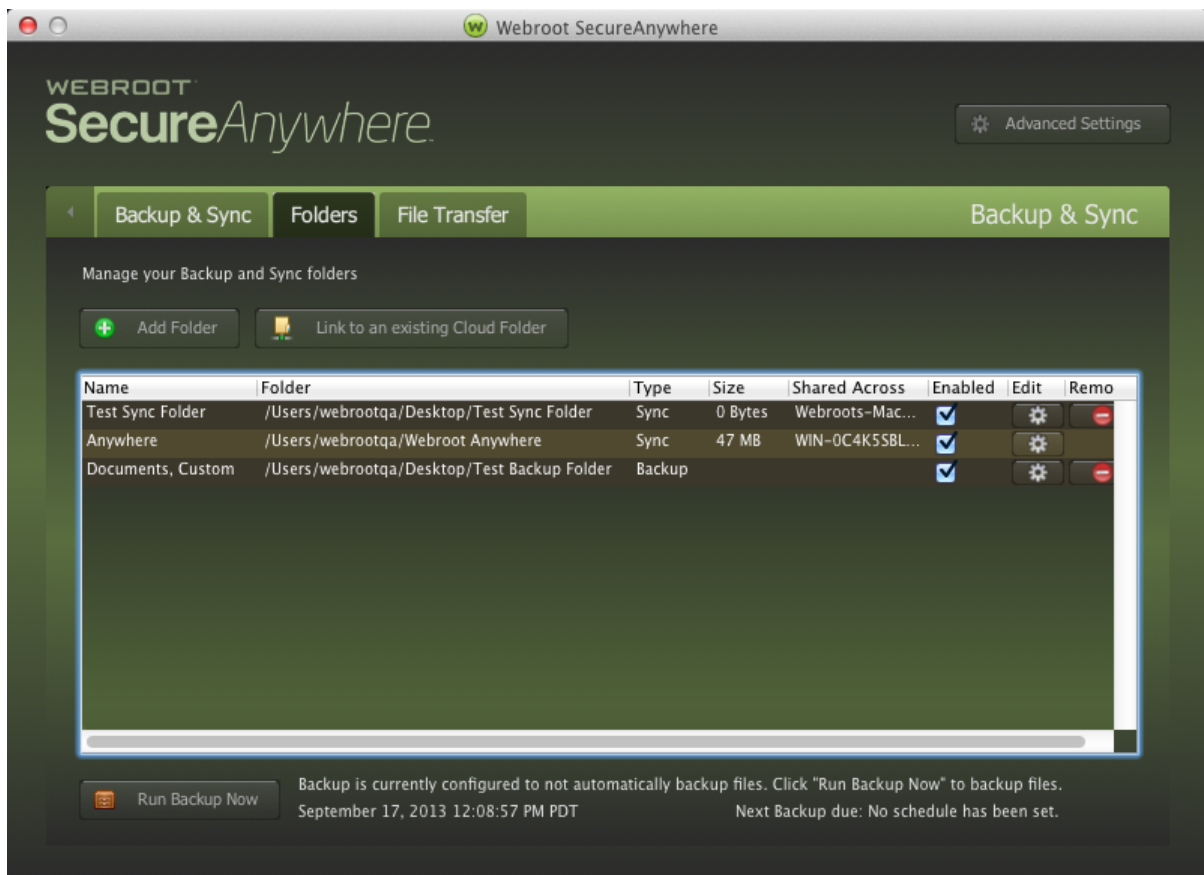 Webroot SecureAnywhere
WEBROOT
SecureAnywhere
Advanced Settings
Backup & Sync
Folders
File Transfer
Backup & Sync
Manage your Backup and Sync folders
Add Folder
Link to an existing Cloud Folder
Name Folder Type Size Shared Across Enabled Edit Remo
Test Sync Folder /Users/webrootqa/Desktop/Test Sync Folder Sync 0 Bytes Webroots-Mac...
Anywhere /Users/webrootqa/Webroot Anywhere Sync 47 MB WIN-0C4K5SBL...
Documents, Custom /Users/webrootqa/Desktop/Test Backup Folder Backup
Run Backup Now
Backup is currently configured to not automatically backup files. Click "Run Backup Now" to backup files.
September 17, 2013 12:08:57 PM PDT Next Backup due: No schedule has been set.